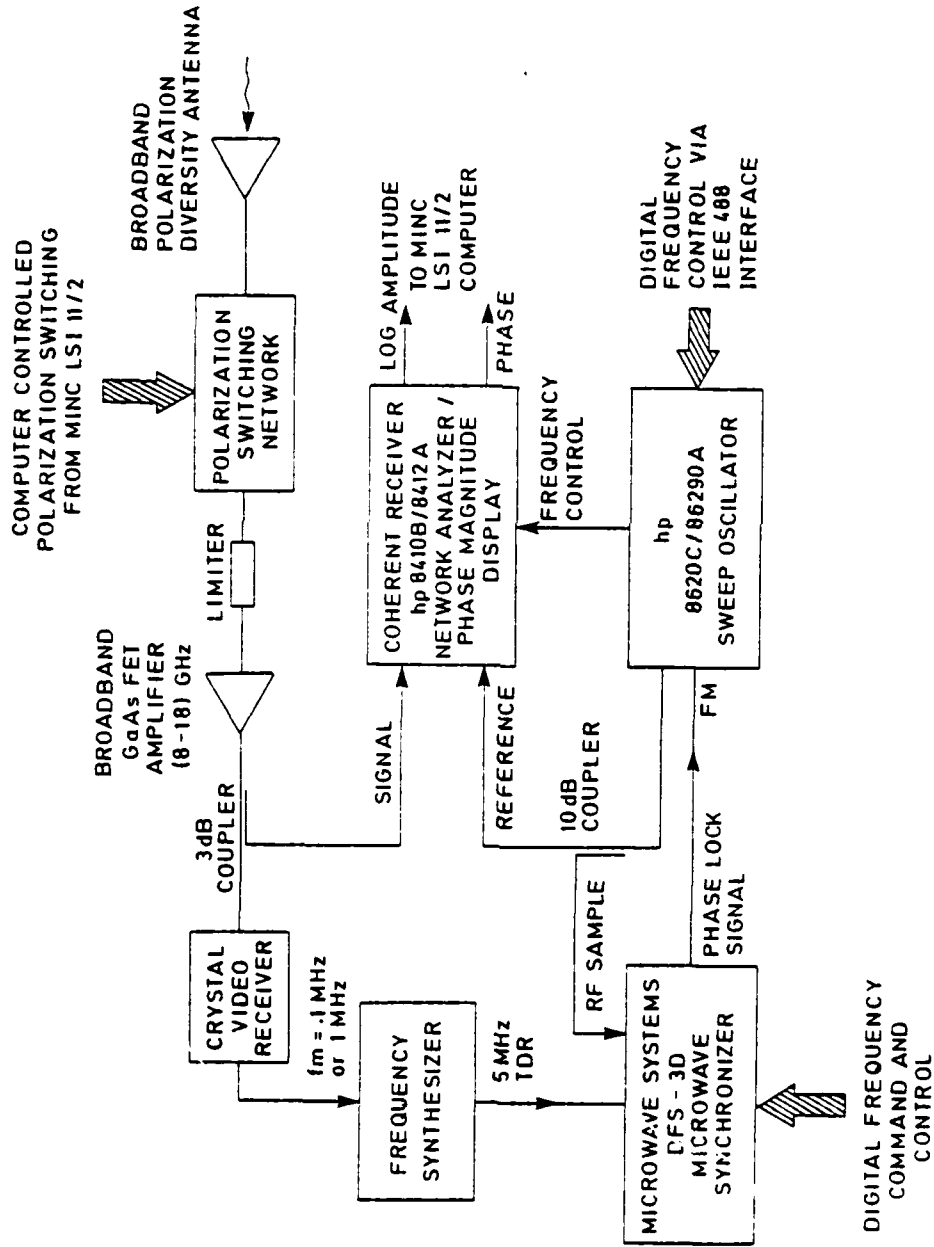 COMPUTER CONTROLLED
POLARIZATION SWITCHING
FROM MINC LSI 11/2
BROADBAND
POLARIZATION
DIVERSITY ANTENNA
POLARIZATION
SWITCHING
NETWORK
LIMITER
BROADBAND
GaAs FET
AMPLIFIER
(8-18) GHz
3dB
COUPLER
CRYSTAL
VIDEO
RECEIVER
fm = .1 MHz
or 1 MHz
FREQUENCY
SYNTHESIZER
5 MHz
TDR
SIGNAL
REFERENCE
COHERENT RECEIVER
hp 8410B/8412A
NETWORK ANALYZER /
PHASE MAGNITUDE
DISPLAY
LOG AMPLITUDE
TO MINC
LSI 11/2
COMPUTER
PHASE
FREQUENCY
CONTROL
10dB
COUPLER
RF SAMPLE
MICROWAVE SYSTEMS
DFS-3D
MICROWAVE
SYNCHRONIZER
PHASE LOCK
SIGNAL
FM
hp
8620C/86290A
SWEEP OSCILLATOR
DIGITAL
FREQUENCY
CONTROL VIA
IEEE 488
INTERFACE
DIGITAL FREQUENCY
COMMAND AND
CONTROL